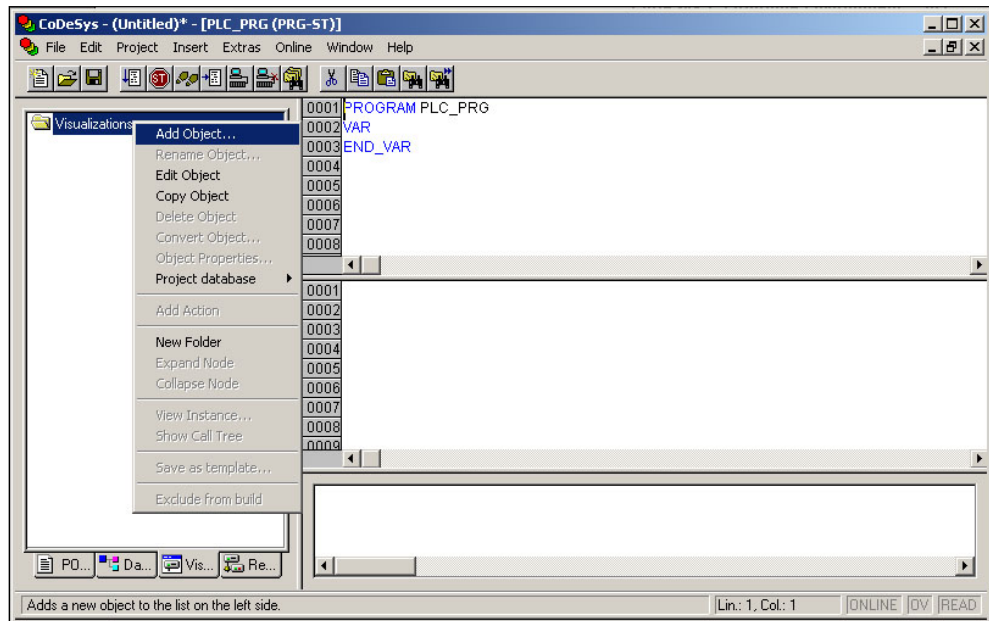 CoDeSys - (Untitled)* - [PLC_PRG (PRG-ST)]
File Edit Project Insert Extras Online Window Help
Visualizations
Add Object...
Rename Object...
Edit Object
Copy Object
Delete Object
Convert Object...
Object Properties...
Project database
Add Action
New Folder
Expand Node
Collapse Node
View Instance...
Show Call Tree
Save as template...
Exclude from build
PO...
Da...
Vis...
Re...
0001 PROGRAM PLC_PRG
0002 VAR
0003 END_VAR
0004
0005
0006
0007
0008
0001
0002
0003
0004
0005
0006
0007
0008
0009
Adds a new object to the list on the left side.
Lin.: 1, Col.: 1
ONLINE OV READ